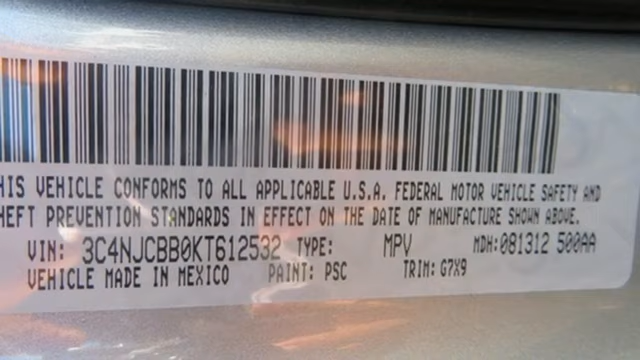 HIS VEHICLE CONFORMS TO ALL APPLICABLE U.S.A. FEDERAL MOTOR VEHICLE SAFETY AND
HEFT PREVENTION STANDARDS IN EFFECT ON THE DATE OF MANUFACTURE SHOWN ABOVE.
VIN: 3C4NJCBB0KT612532 TYPE: MPV MDH:081312 500AA
VEHICLE MADE IN MEXICO PAINT: PSC TRIM: G7X9